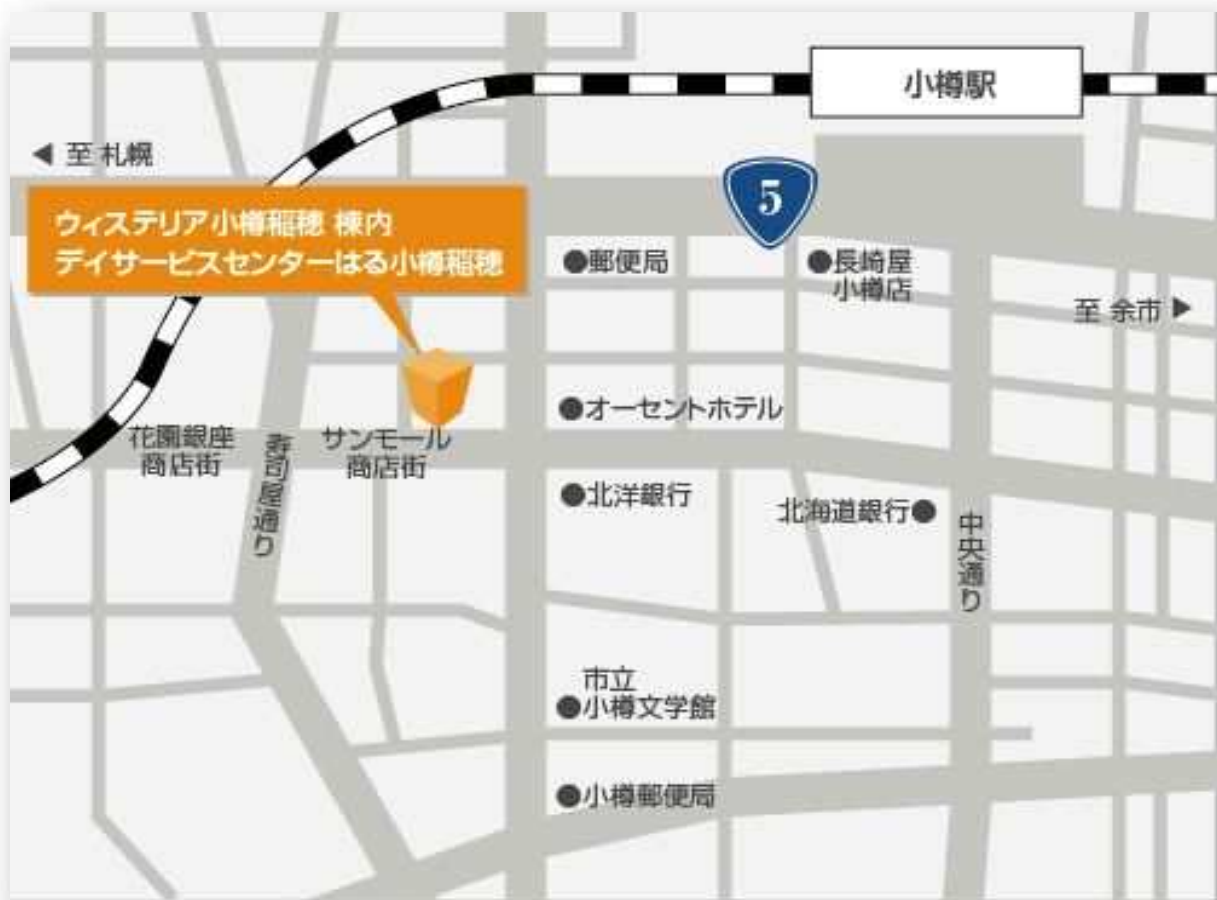 小樽駅
◀ 至 札幌
5
ウィステリア小樽稲穂 棟内
デイサービスセンターはる小樽稲穂
●郵便局
●長崎屋
小樽店
至 余市 ▶
●オーセントホテル
花園銀座
商店街
寿司屋通り
サンモール
商店街
●北洋銀行
北海道銀行●
中央通り
市立
●小樽文学館
●小樽郵便局